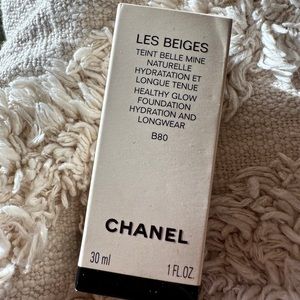 LES BEIGES
TEINT BELLE MINE
NATURELLE
HYDRATATION ET
LONGUE TENUE
HEALTHY GLOW
FOUNDATION
HYDRATION AND
LONGWEAR
B80
CHANEL
30 ml 1 FL.OZ.